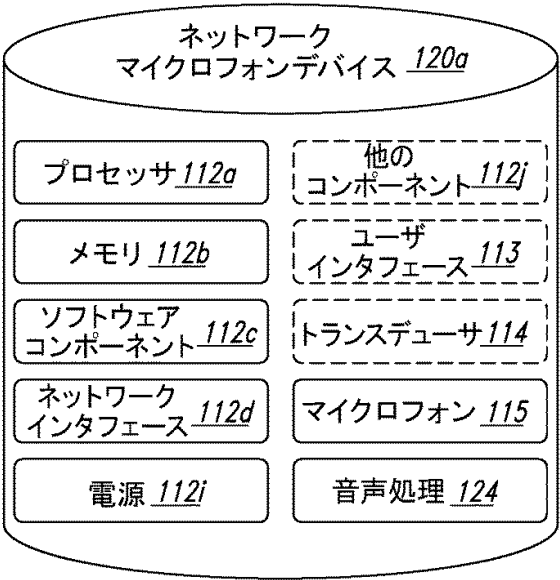 ネットワーク
マイクロフォンデバイス 120a
プロセッサ 112a
メモリ 112b
ソフトウェア
コンポーネント 112c
ネットワーク
インタフェース 112d
電源 112i
他の
コンポーネント 112j
ユーザ
インタフェース 113
トランスデューサ 114
マイクロフォン 115
音声処理 124